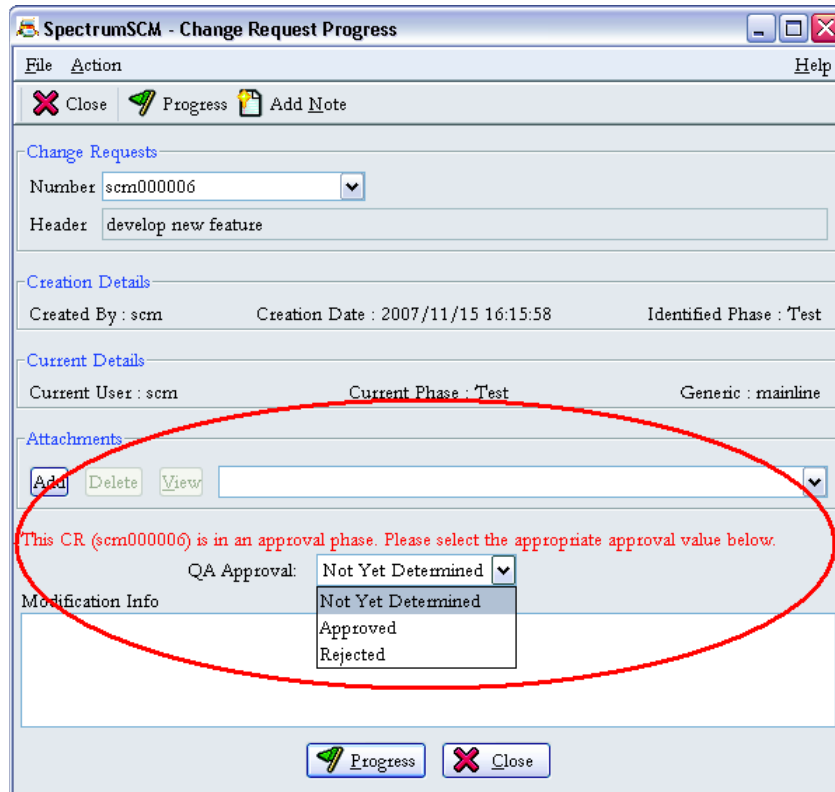 SpectrumSCM - Change Request Progress
File Action Help
Close Progress Add Note
Change Requests
Number scm000006
Header develop new feature
Creation Details
Created By : scm Creation Date : 2007/11/15 16:15:58 Identified Phase : Test
Current Details
Current User : scm Current Phase : Test Generic : mainline
Attachments
Add Delete View
This CR (scm000006) is in an approval phase. Please select the appropriate approval value below.
QA Approval: Not Yet Determined
Modification Info
Not Yet Determined
Approved
Rejected
Progress Close